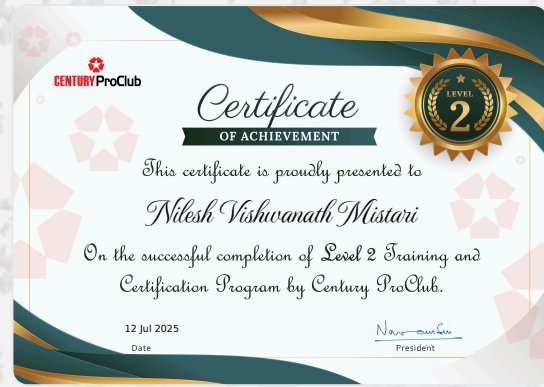 CENTURY ProClub
Certificate
OF ACHIEVEMENT
LEVEL
2
This certificate is proudly presented to
Nilesh Vishwanath Mistari
On the successful completion of Level 2 Training and
Certification Program by Century ProClub.
12 Jul 2025
Date
President